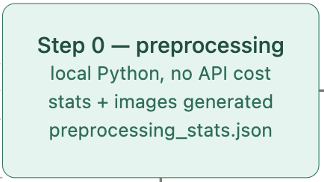 Step 0 — preprocessing
local Python, no API cost
stats + images generated
preprocessing_stats.json